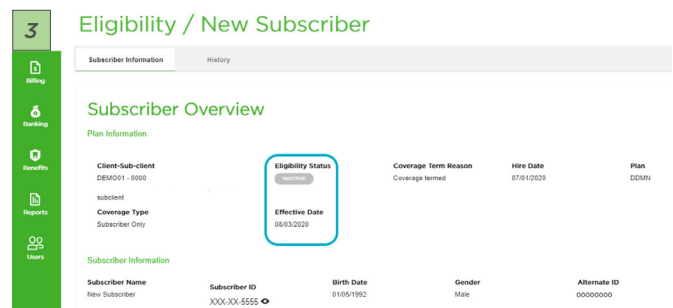 3
Eligibility / New Subscriber
Subscriber Information History
Billing
Banking
Benefits
Reports
Users
Subscriber Overview
Plan Information
Client-Sub-client Eligibility Status Coverage Term Reason Hire Date Plan
DEMO01 - 0000 INACTIVE Coverage termed 07/01/2020 DDMN
subclient
Coverage Type Effective Date
Subscriber Only 08/03/2020
Subscriber Information
Subscriber Name Subscriber ID Birth Date Gender Alternate ID
New Subscriber XXX-XX-5555 01/05/1992 Male 00000000